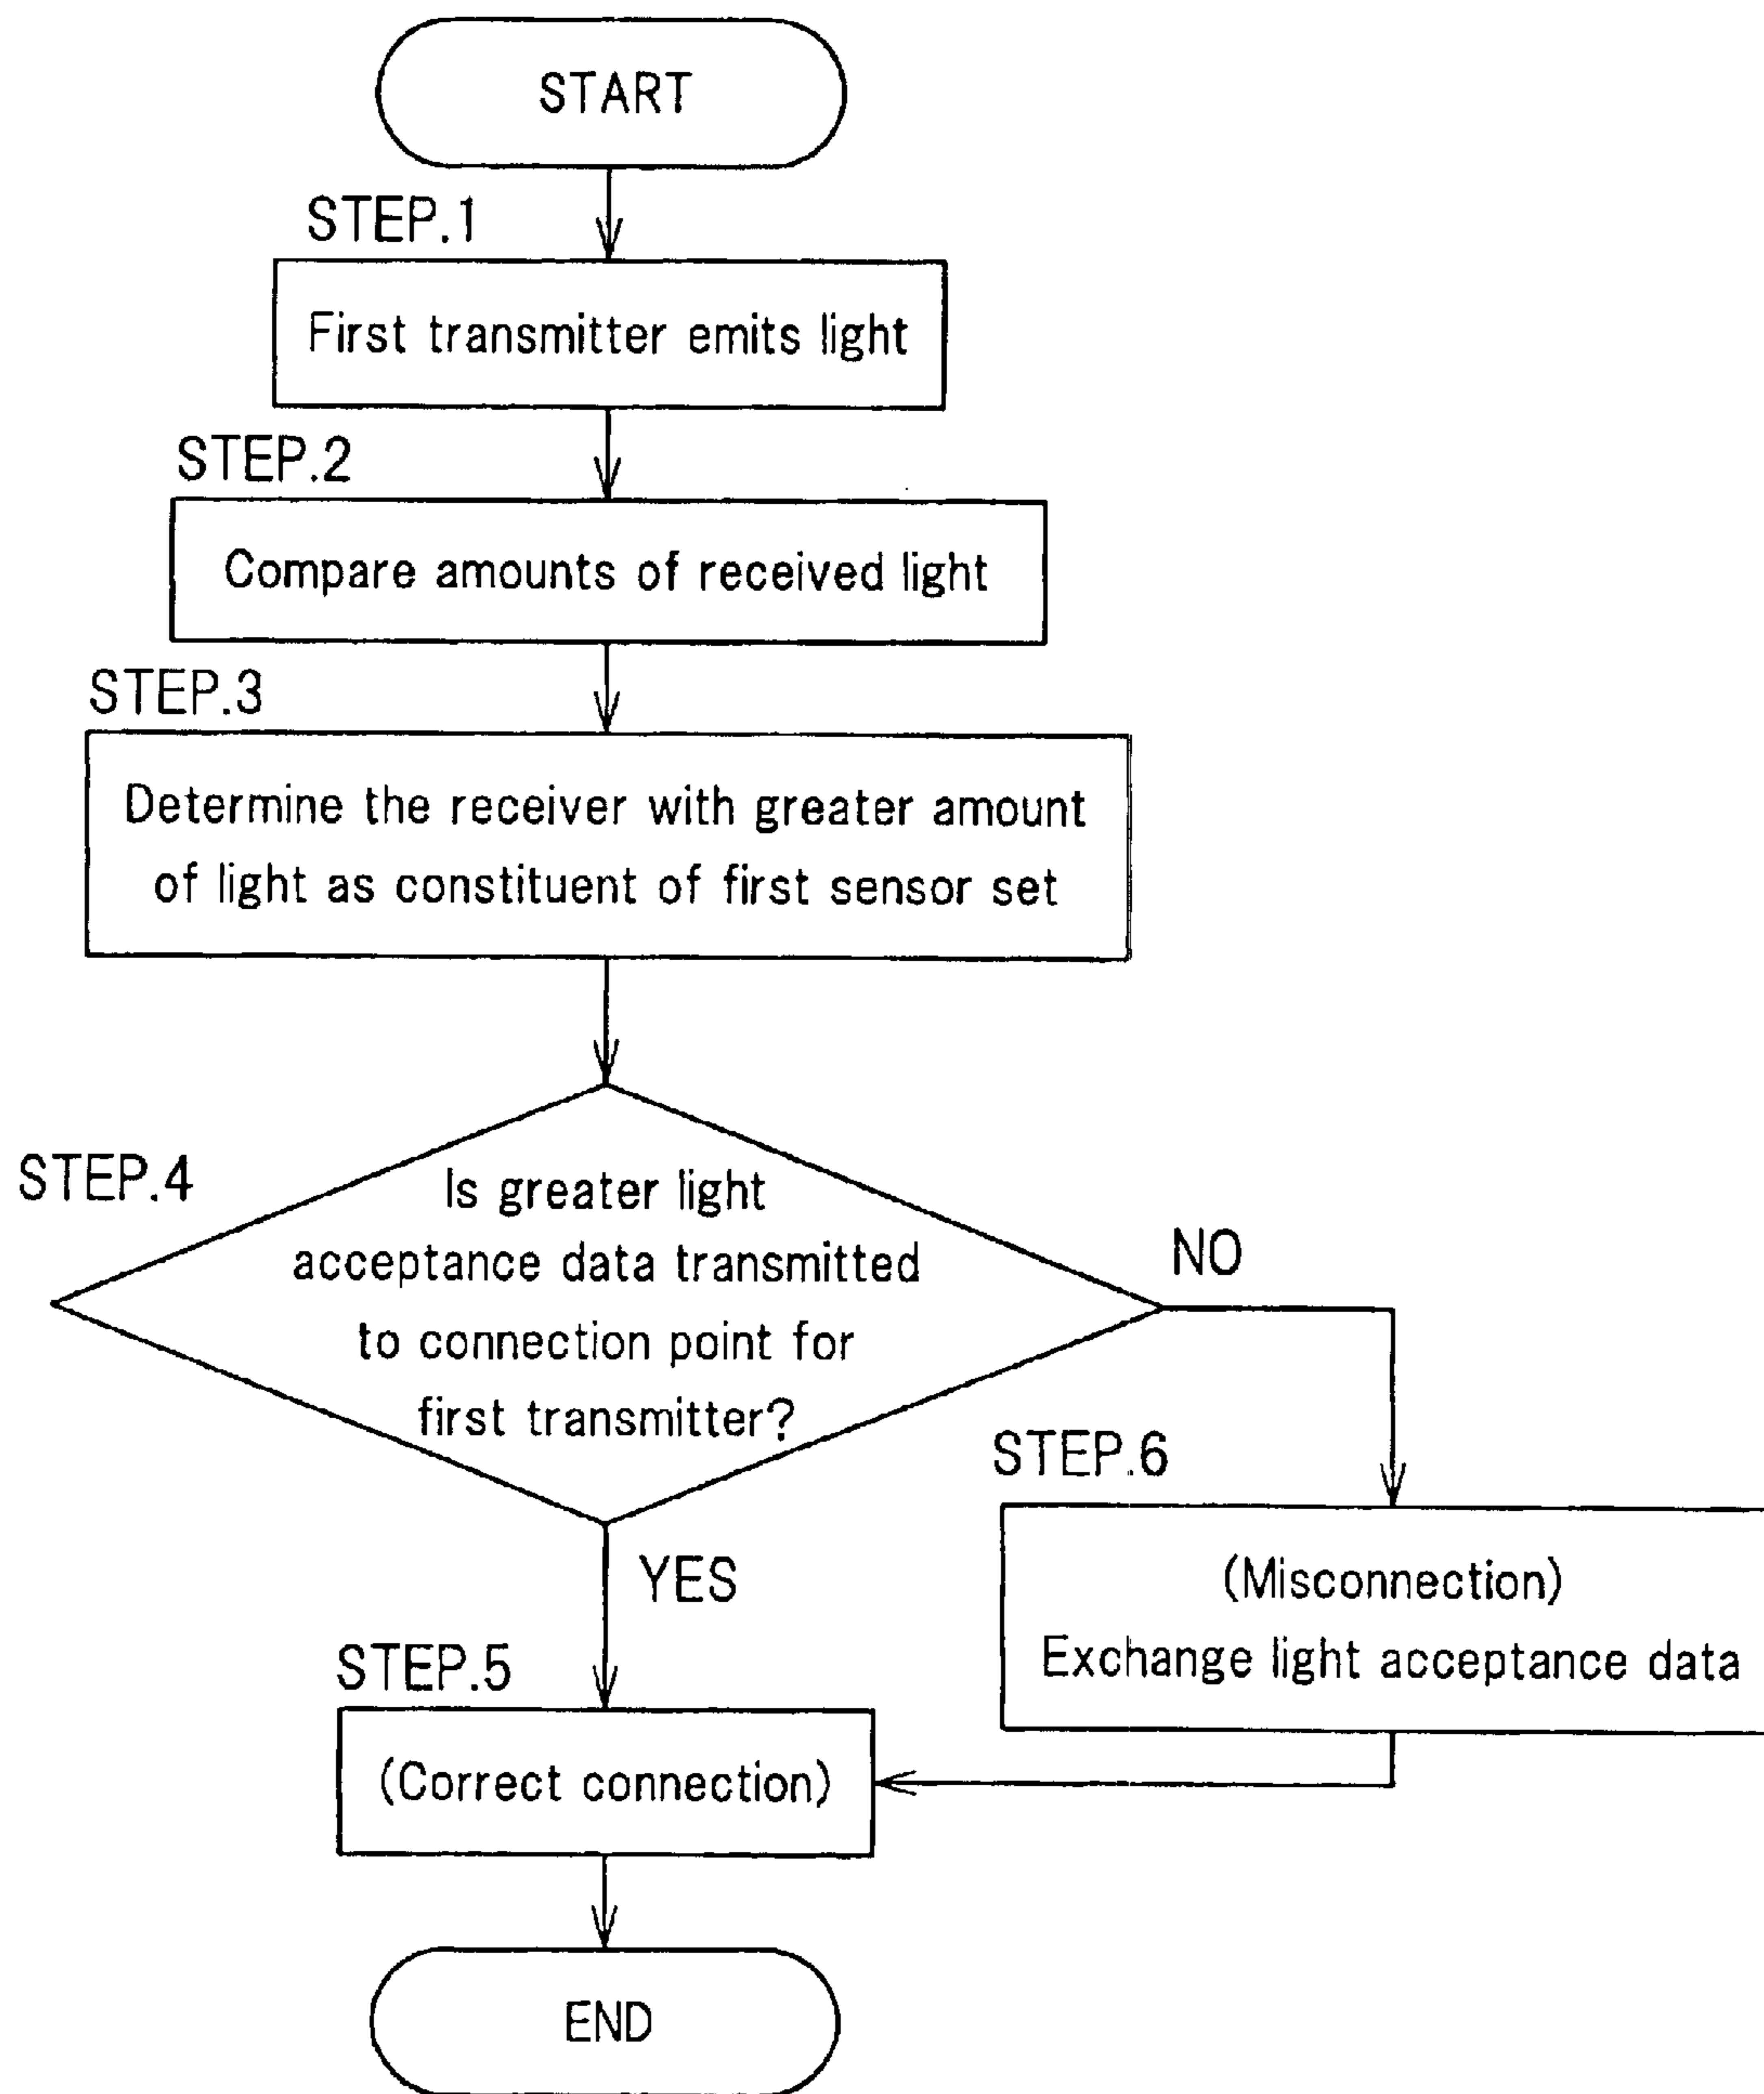 START
STEP.1
First transmitter emits light
STEP.2
Compare amounts of received light
STEP.3
Determine the receiver with greater amount
of light as constituent of first sensor set
STEP.4
Is greater light
acceptance data transmitted
to connection point for
first transmitter?
NO
YES
STEP.6
(Misconnection)
Exchange light acceptance data
STEP.5
(Correct connection)
END